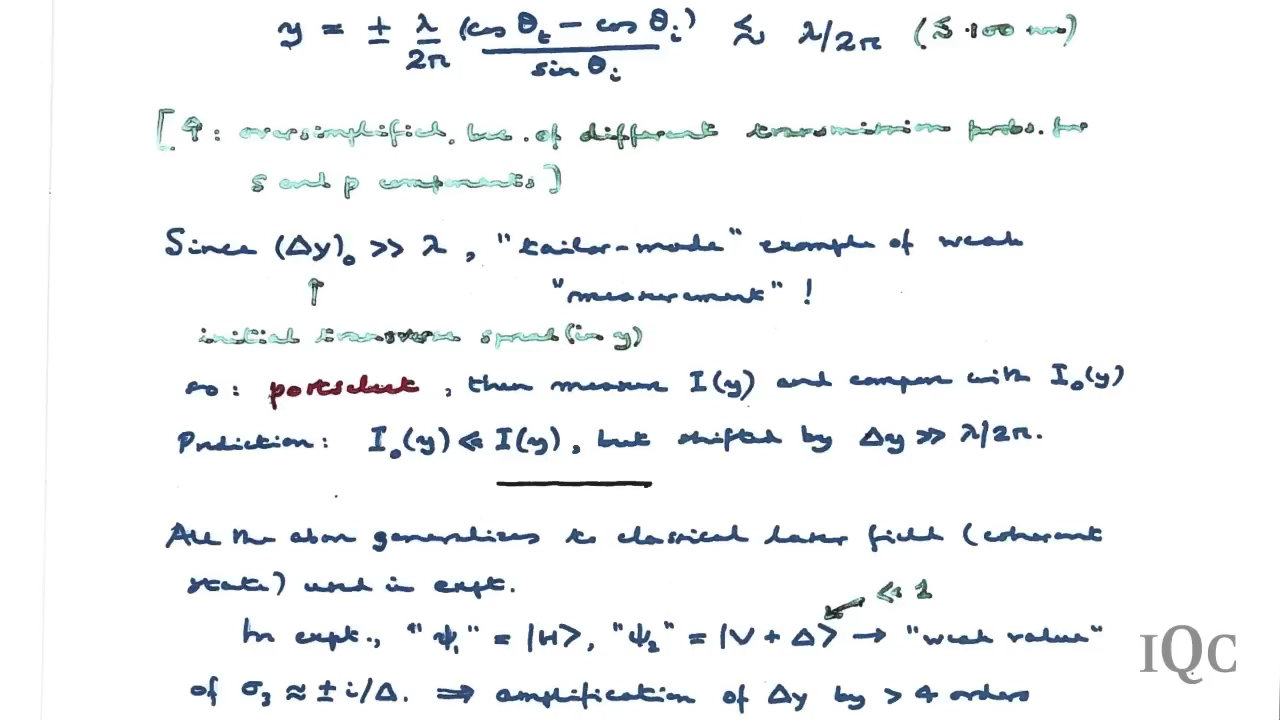 y = ± λ/2π (cos θt − cos θi)/sin θi ≲ λ/2π (≲ 100 nm)
[↑: oversimplified, bec. of different transmission probs. for
s and p components]
Since (Δy)₀ >> λ, "tailor-made" example of weak
↑ "measurement"!
initial transverse spread (in y)
so: postselect, then measure I(y) and compare with I₀(y)
Prediction: I₀(y) << I(y), but shifted by Δy >> λ/2π.
All the above generalizes to classical laser field (coherent
state) used in expt.
<< 1
In expt., "ψ₁" = |H>, "ψ₂" = |V + Δ> → "weak value"
of σ₃ ≈ ± i/Δ. ⇒ amplification of Δy by > 4 orders
IQC